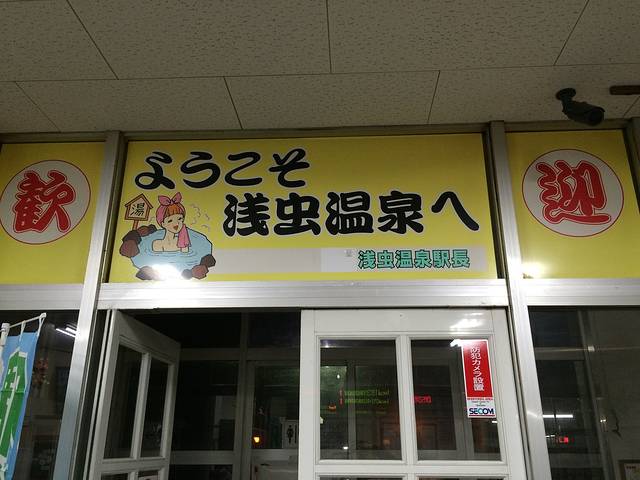 歓
ようこそ
浅虫温泉へ
迎
湯
浅虫温泉駅長
防犯カメラ設置
SECOM